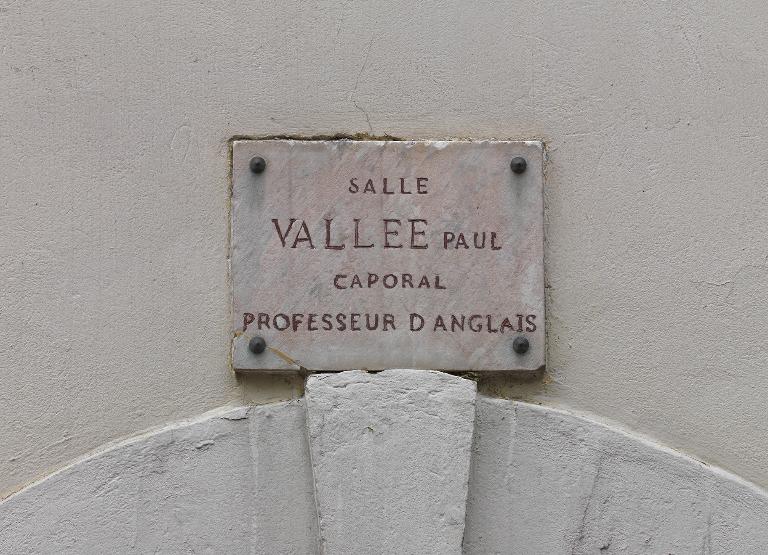 SALLE
VALLEE PAUL
CAPORAL
PROFESSEUR D ANGLAIS